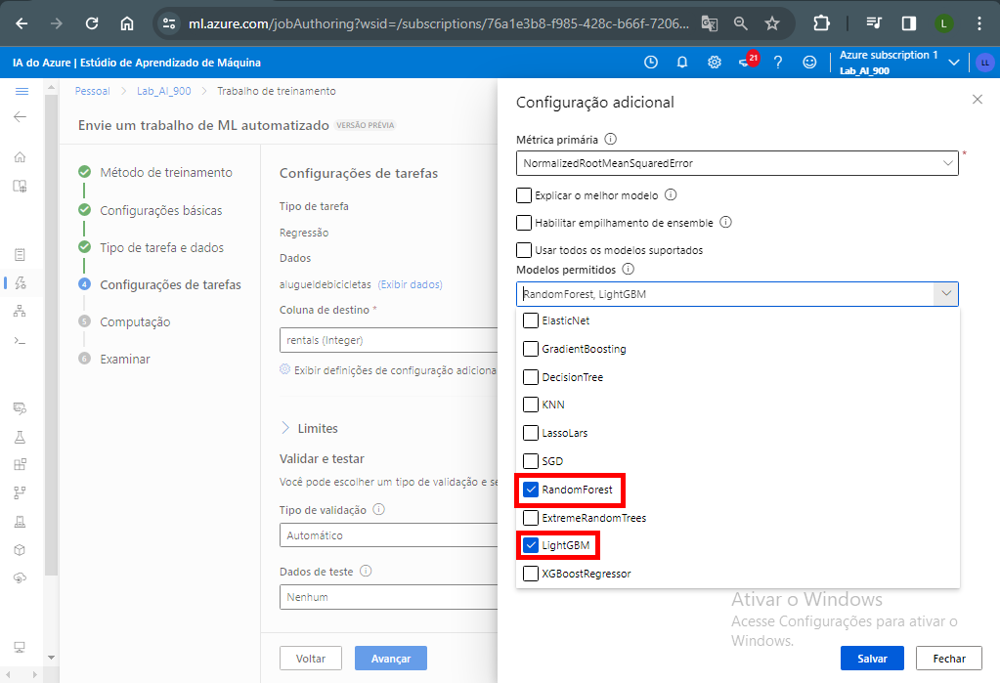 ml.azure.com/jobAuthoring?wsid=/subscriptions/76a1e3b8-f985-428c-b66f-7206...
L
IA do Azure | Estúdio de Aprendizado de Máquina
21
?
Azure subscription 1
Lab_AI_900
LL
Pessoal > Lab_AI_900 > Trabalho de treinamento
Envie um trabalho de ML automatizado VERSÃO PRÉVIA
Método de treinamento
Configurações básicas
Tipo de tarefa e dados
4 Configurações de tarefas
5 Computação
6 Examinar
Configurações de tarefas
Tipo de tarefa
Regressão
Dados
alugueldebicicletas (Exibir dados)
Coluna de destino *
rentals (Integer)
Exibir definições de configuração adiciona
Limites
Validar e testar
Você pode escolher um tipo de validação e se
Tipo de validação
Automático
Dados de teste
Nenhum
Voltar
Avançar
Configuração adicional
Métrica primária
NormalizedRootMeanSquaredError
*
Explicar o melhor modelo
Habilitar empilhamento de ensemble
Usar todos os modelos suportados
Modelos permitidos
RandomForest, LightGBM
ElasticNet
GradientBoosting
DecisionTree
KNN
LassoLars
SGD
RandomForest
ExtremeRandomTrees
LightGBM
XGBoostRegressor
Ativar o Windows
Acesse Configurações para ativar o
Windows.
Salvar
Fechar